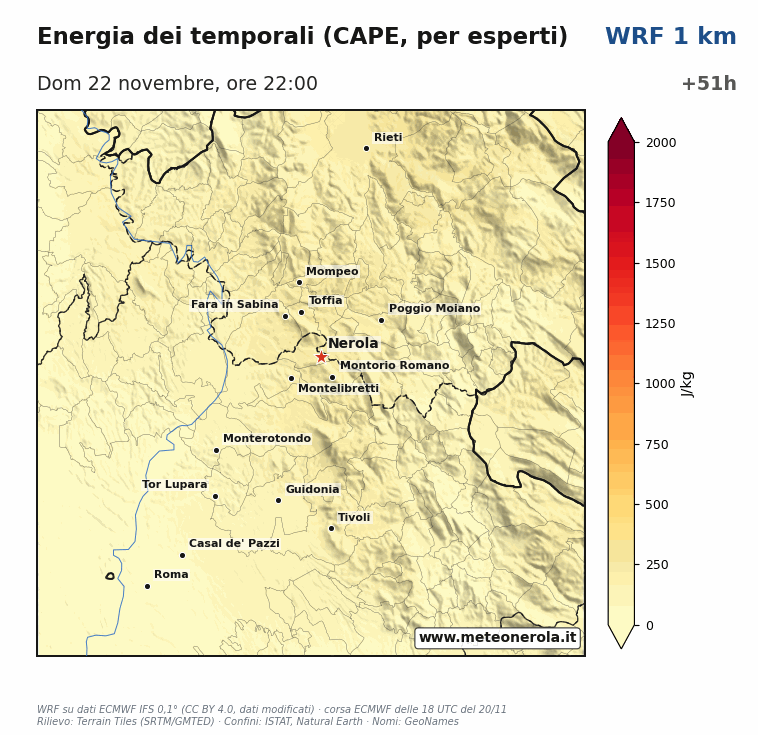 Energia dei temporali (CAPE, per esperti)
WRF 1 km
Dom 22 novembre, ore 22:00
+51h
Rieti
Mompeo
Toffia
Fara in Sabina
Poggio Moiano
Nerola
Montorio Romano
Montelibretti
Monterotondo
Tor Lupara
Guidonia
Tivoli
Casal de' Pazzi
Roma
www.meteonerola.it
2000
1750
1500
1250
1000
750
500
250
0
J/kg
WRF su dati ECMWF IFS 0,1° (CC BY 4.0, dati modificati) · corsa ECMWF delle 18 UTC del 20/11
Rilievo: Terrain Tiles (SRTM/GMTED) · Confini: ISTAT, Natural Earth · Nomi: GeoNames